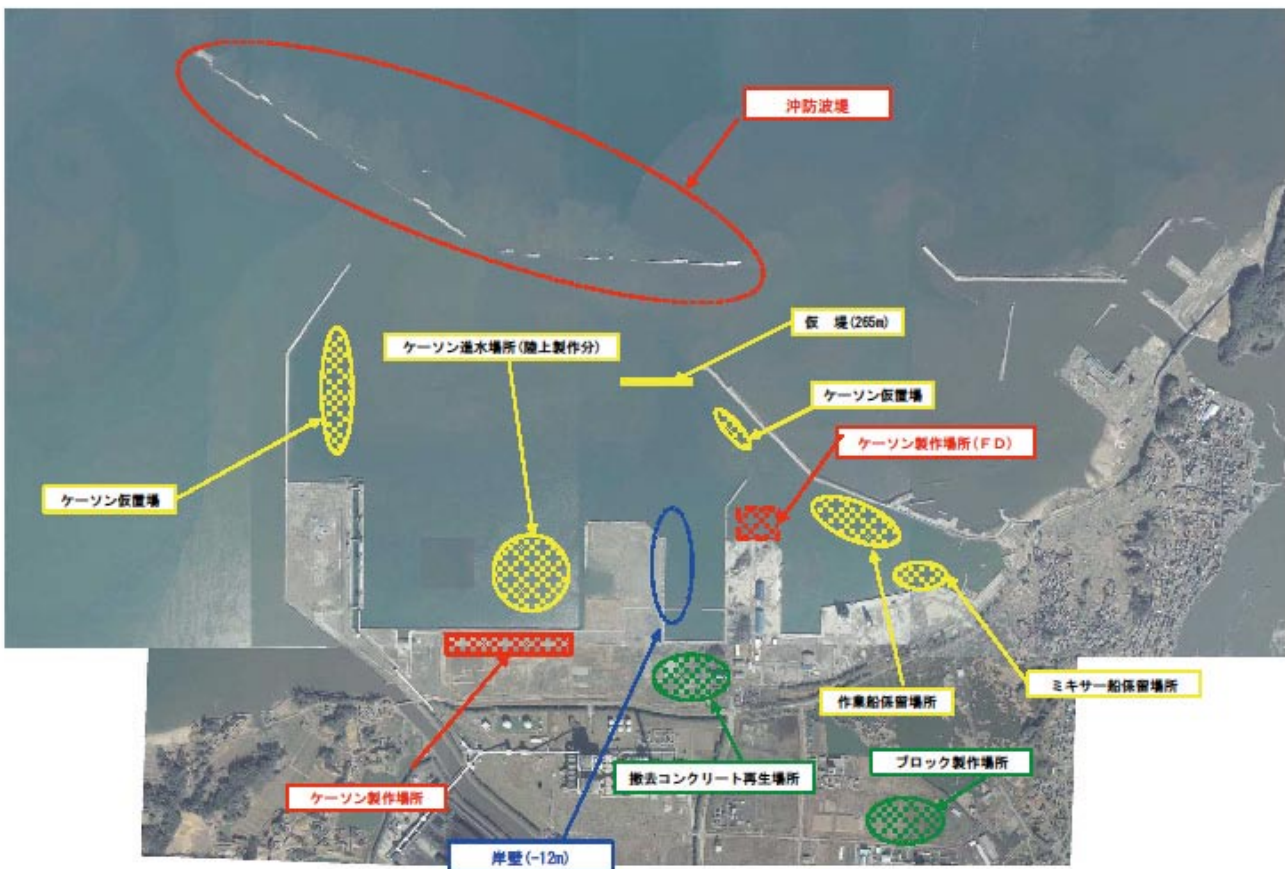 沖防波堤
仮　堤(265m)
ケーソン進水場所(陸上製作分)
ケーソン仮置場
ケーソン製作場所(ＦＤ)
ケーソン仮置場
ミキサー船保留場所
作業船保留場所
ブロック製作場所
撤去コンクリート再生場所
ケーソン製作場所
岸壁(-12m)